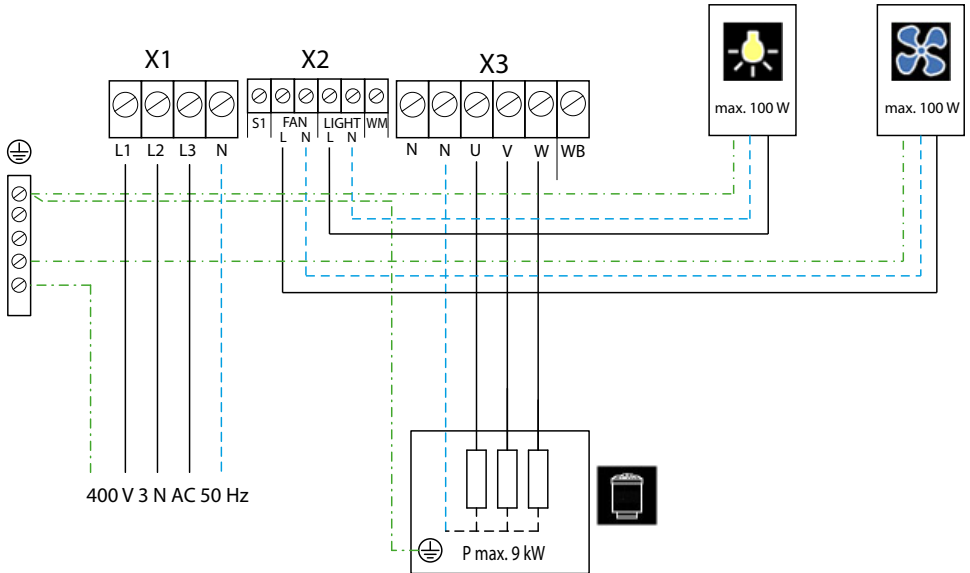 X1 X2 X3
max. 100 W max. 100 W
S1 FAN LIGHT WM
L N L N
L1 L2 L3 N
N N U V W WB
400 V 3 N AC 50 Hz
P max. 9 kW